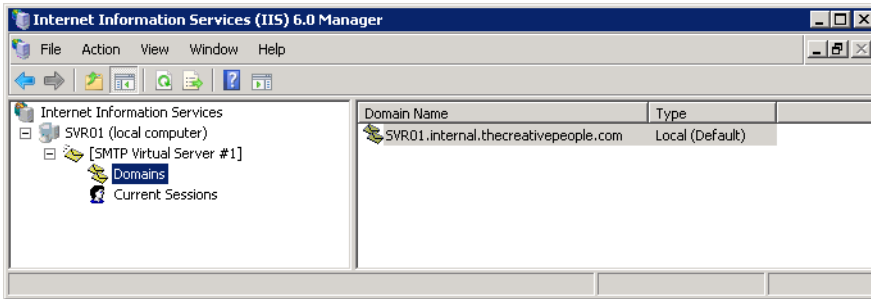 Internet Information Services (IIS) 6.0 Manager
File Action View Window Help
Internet Information Services
SVR01 (local computer)
[SMTP Virtual Server #1]
Domains
Current Sessions
Domain Name Type
SVR01.internal.thecreativepeople.com Local (Default)